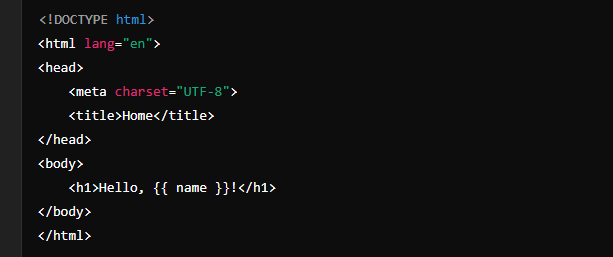 <!DOCTYPE html>
<html lang="en">
<head>
    <meta charset="UTF-8">
    <title>Home</title>
</head>
<body>
    <h1>Hello, {{ name }}!</h1>
</body>
</html>